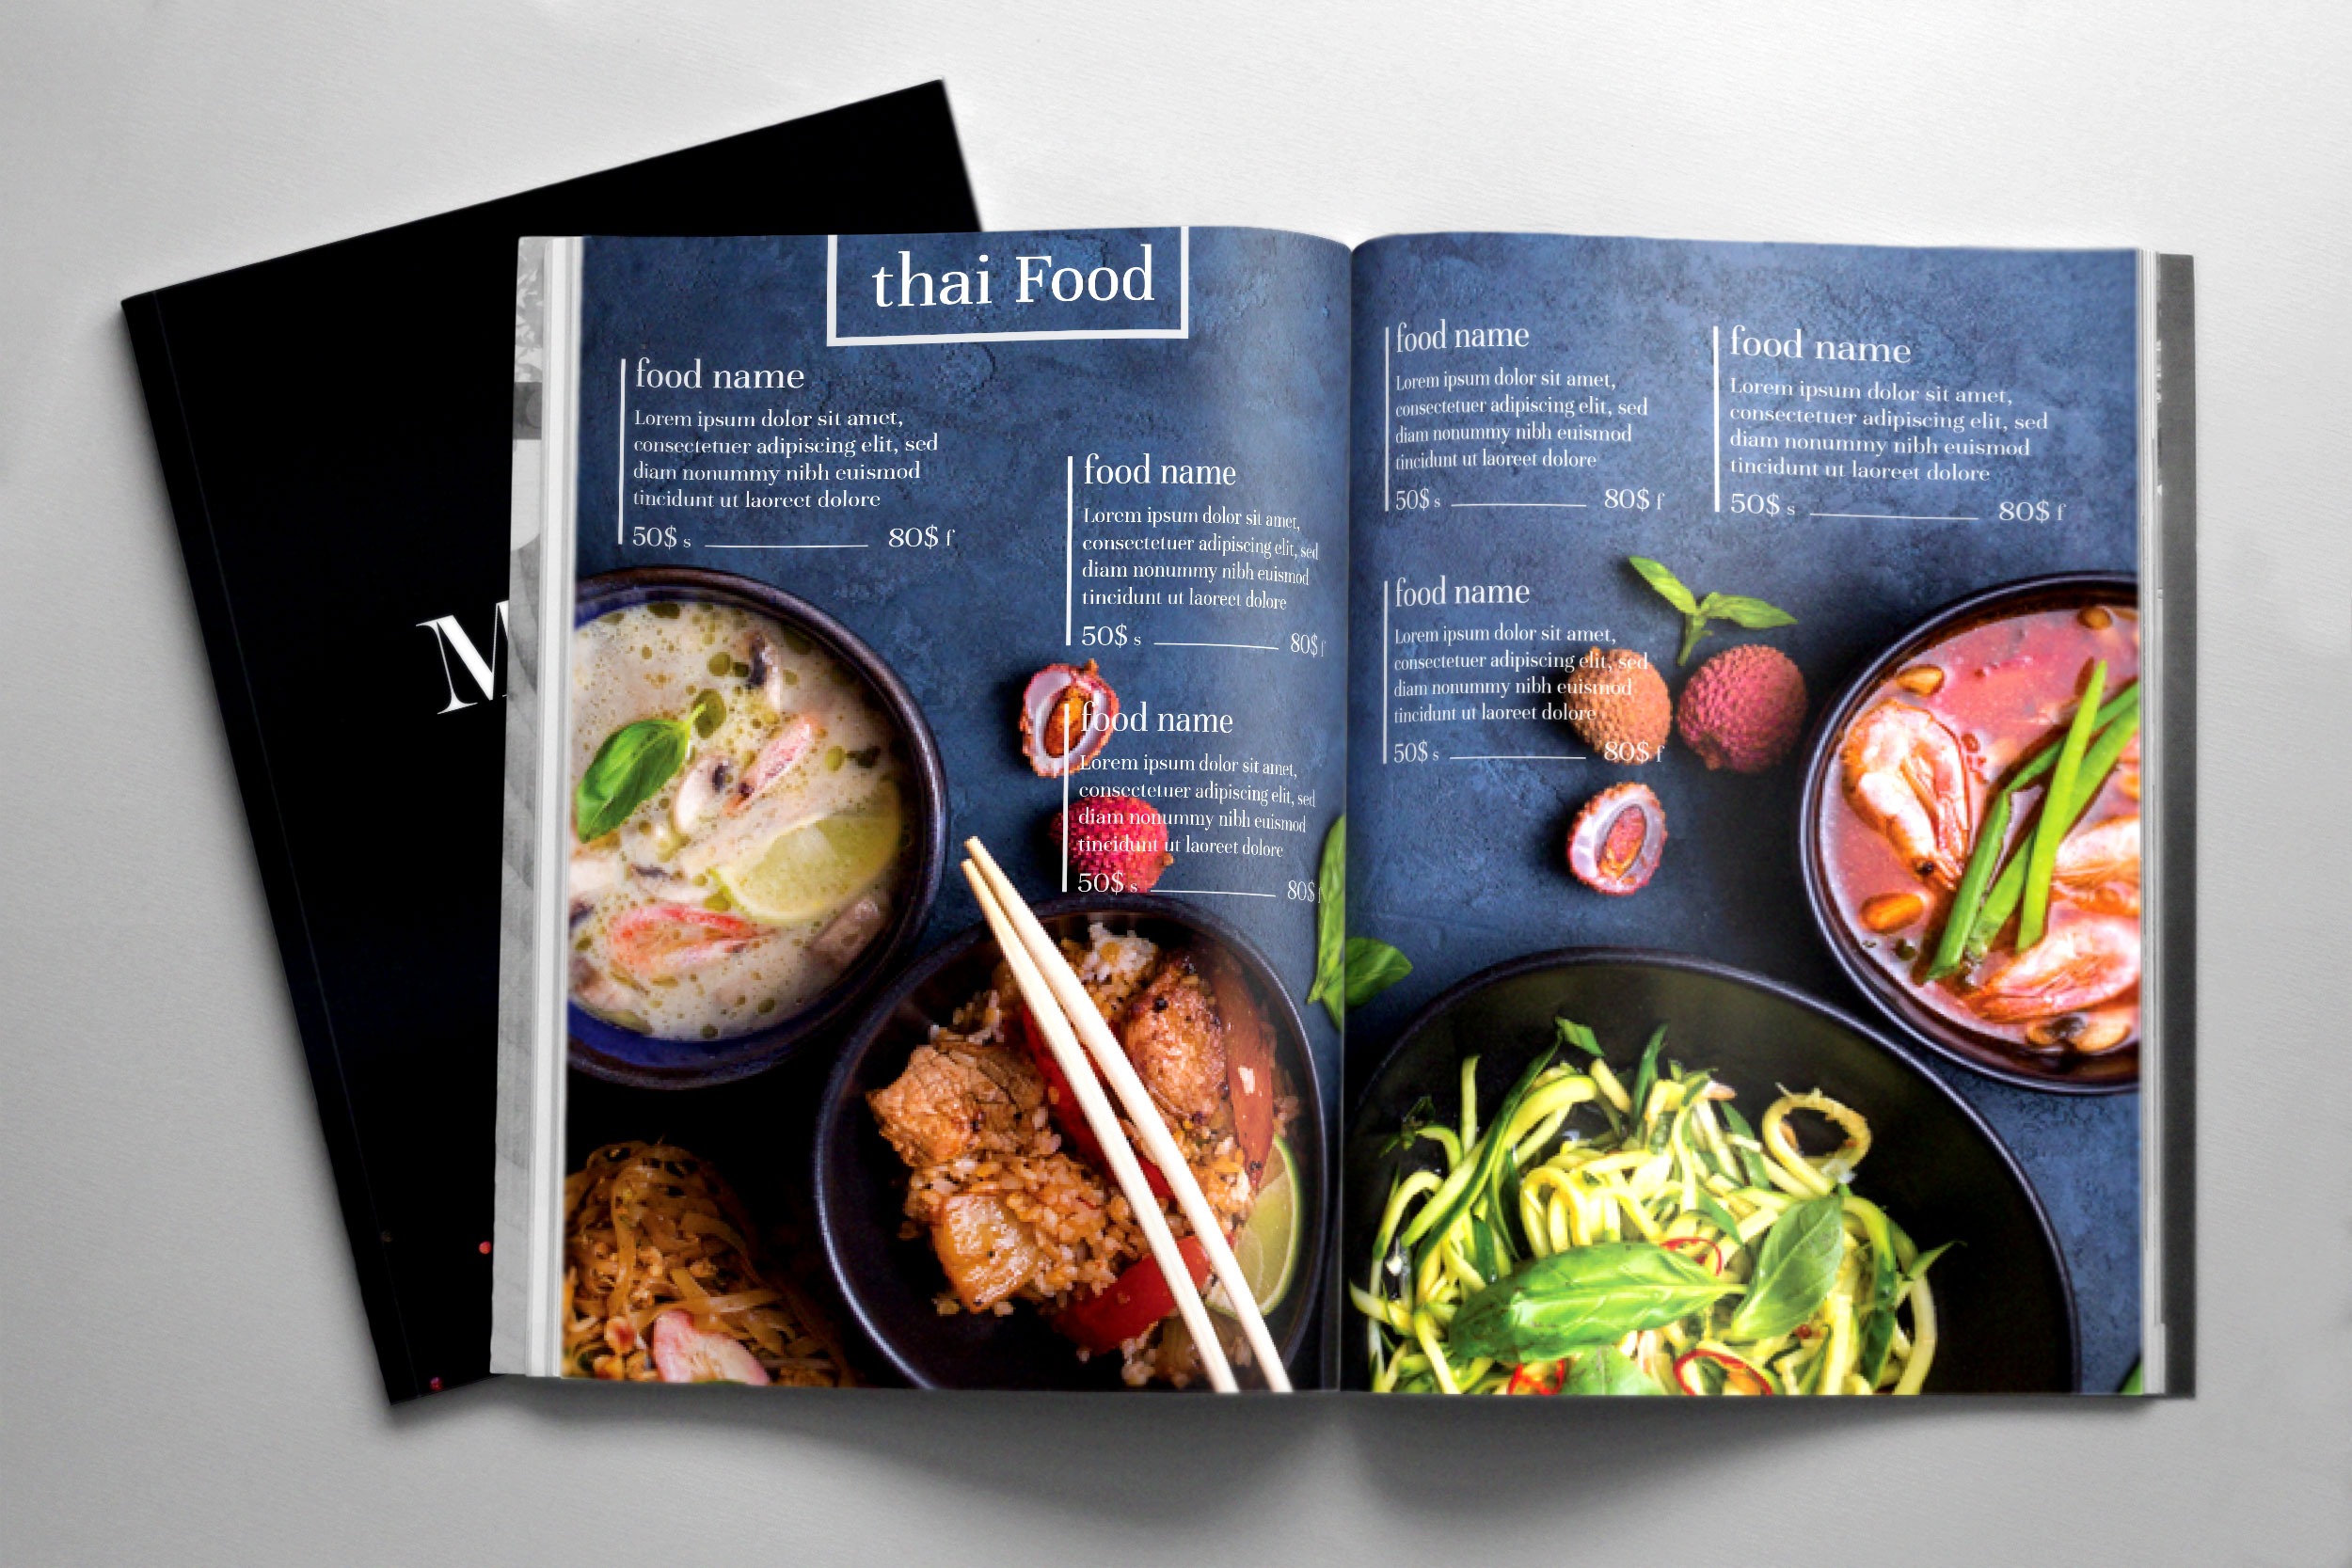 M
thai Food
food name
Lorem ipsum dolor sit amet,
consectetuer adipiscing elit, sed
diam nonummy nibh euismod
tincidunt ut laoreet dolore
50$ s 80$ f
food name
Lorem ipsum dolor sit amet,
consectetuer adipiscing elit, sed
diam nonummy nibh euismod
tincidunt ut laoreet dolore
50$ s 80$ f
food name
Lorem ipsum dolor sit amet,
consectetuer adipiscing elit, sed
diam nonummy nibh euismod
tincidunt ut laoreet dolore
50$ s 80$ f
food name
Lorem ipsum dolor sit amet,
consectetuer adipiscing elit, sed
diam nonummy nibh euismod
tincidunt ut laoreet dolore
50$ s 80$ f
food name
Lorem ipsum dolor sit amet,
consectetuer adipiscing elit, sed
diam nonummy nibh euismod
tincidunt ut laoreet dolore
50$ s 80$ f
food name
Lorem ipsum dolor sit amet,
consectetuer adipiscing elit, sed
diam nonummy nibh euismod
tincidunt ut laoreet dolore
50$ s 80$ f